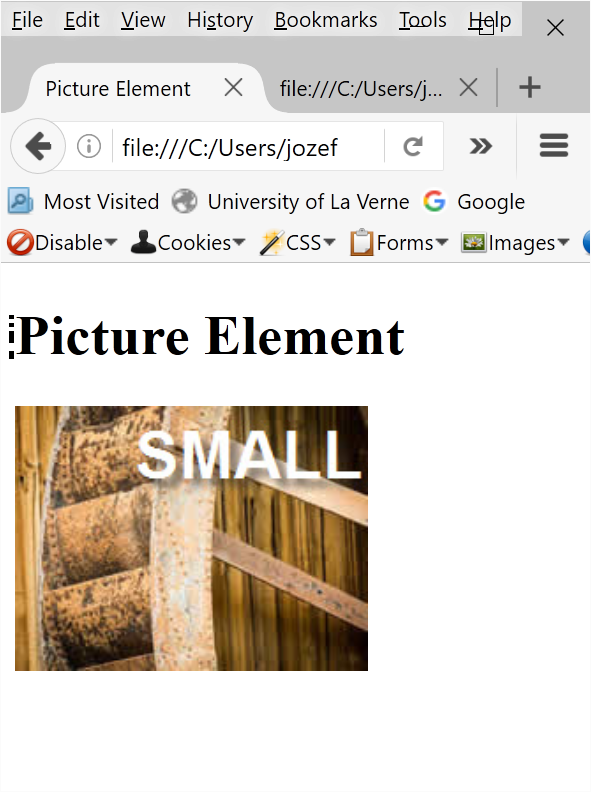 File Edit View History Bookmarks Tools Help
Picture Element file:///C:/Users/j...
file:///C:/Users/jozef
Most Visited University of La Verne Google
Disable Cookies CSS Forms Images
Picture Element
SMALL